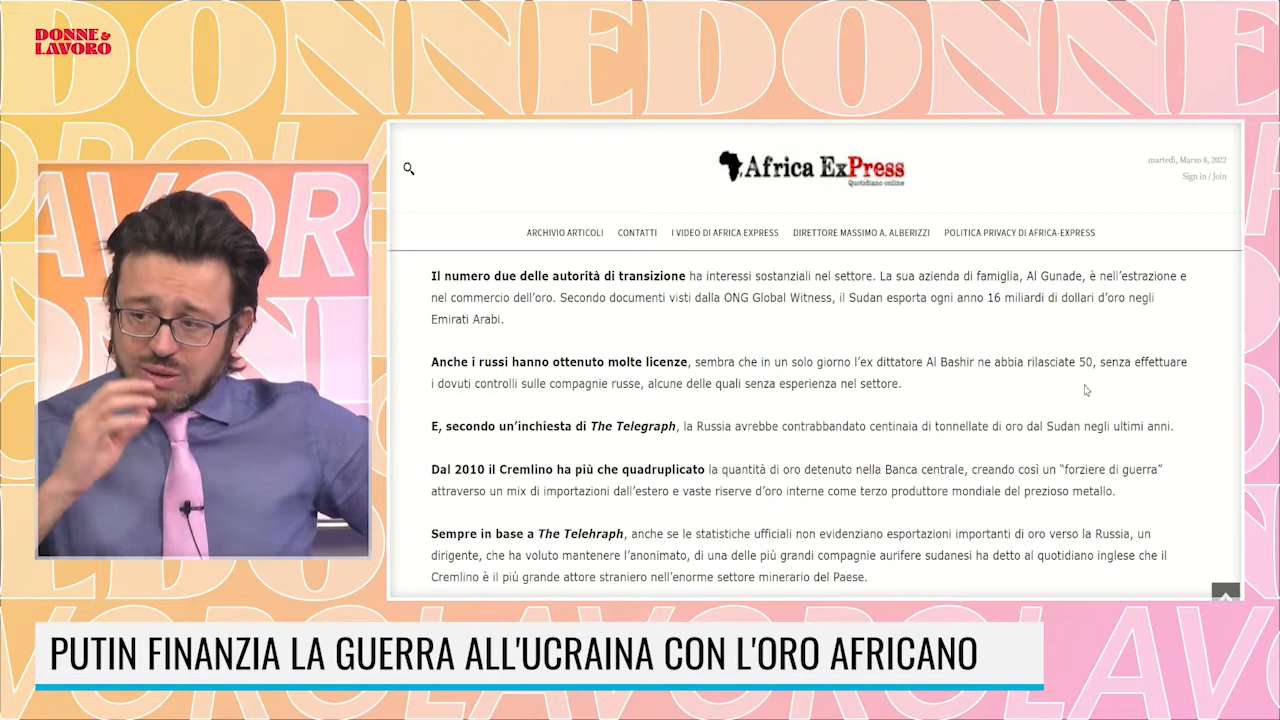 DONNE &
LAVORO
DONNEDONNE
AVORO
martedì, Marzo 8, 2022
Africa ExPress
Quotidiano online
Sign in / Join
ARCHIVIO ARTICOLI CONTATTI I VIDEO DI AFRICA EXPRESS DIRETTORE MASSIMO A. ALBERIZZI POLITICA PRIVACY DI AFRICA-EXPRESS
Il numero due delle autorità di transizione ha interessi sostanziali nel settore. La sua azienda di famiglia, Al Gunade, è nell'estrazione e
nel commercio dell'oro. Secondo documenti visti dalla ONG Global Witness, il Sudan esporta ogni anno 16 miliardi di dollari d'oro negli
Emirati Arabi.
Anche i russi hanno ottenuto molte licenze, sembra che in un solo giorno l'ex dittatore Al Bashir ne abbia rilasciate 50, senza effettuare
i dovuti controlli sulle compagnie russe, alcune delle quali senza esperienza nel settore.
E, secondo un'inchiesta di The Telegraph, la Russia avrebbe contrabbandato centinaia di tonnellate di oro dal Sudan negli ultimi anni.
Dal 2010 il Cremlino ha più che quadruplicato la quantità di oro detenuto nella Banca centrale, creando così un "forziere di guerra"
attraverso un mix di importazioni dall'estero e vaste riserve d'oro interne come terzo produttore mondiale del prezioso metallo.
Sempre in base a The Telehraph, anche se le statistiche ufficiali non evidenziano esportazioni importanti di oro verso la Russia, un
dirigente, che ha voluto mantenere l'anonimato, di una delle più grandi compagnie aurifere sudanesi ha detto al quotidiano inglese che il
Cremlino è il più grande attore straniero nell'enorme settore minerario del Paese.
PUTIN FINANZIA LA GUERRA ALL'UCRAINA CON L'ORO AFRICANO